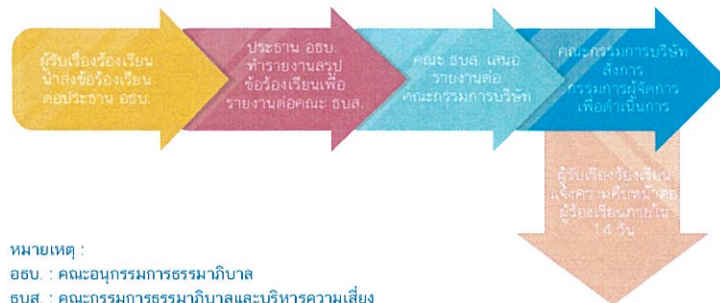 ผู้รับเรื่องร้องเรียน
นำส่งข้อร้องเรียน
ต่อประธาน อธบ.
ประธาน อธบ.
ทำรายงานสรุป
ข้อร้องเรียนเพื่อ
รายงานต่อคณะ ธบส.
คณะ ธบส. เสนอ
รายงานต่อ
คณะกรรมการบริษัท
คณะกรรมการบริษัท
สั่งการ
กรรมการผู้จัดการ
เพื่อดำเนินการ
ผู้รับเรื่องร้องเรียน
แจ้งความคืบหน้าต่อ
ผู้ร้องเรียนภายใน
14 วัน
หมายเหตุ :
อธบ. : คณะอนุกรรมการธรรมาภิบาล
ธบส. : คณะกรรมการธรรมาภิบาลและบริหารความเสี่ยง